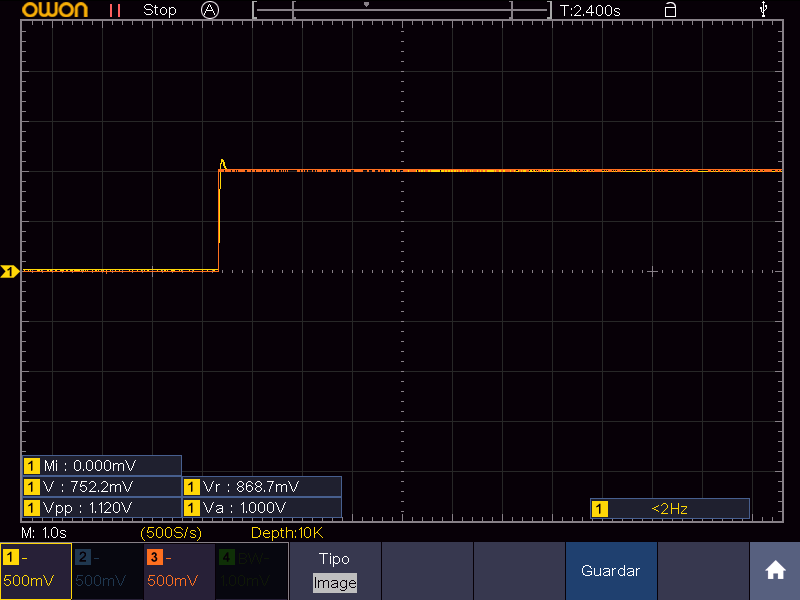 OWON Stop A T:2.400s
1
1 Mi : 0.000mV
1 V : 752.2mV 1 Vr : 868.7mV
1 Vpp : 1.120V 1 Va : 1.000V 1 <2Hz
M: 1.0s (500S/s) Depth:10K
1 - 2 - 3 - 4 BW- Tipo
500mV 500mV 500mV 1.00mV Image Guardar